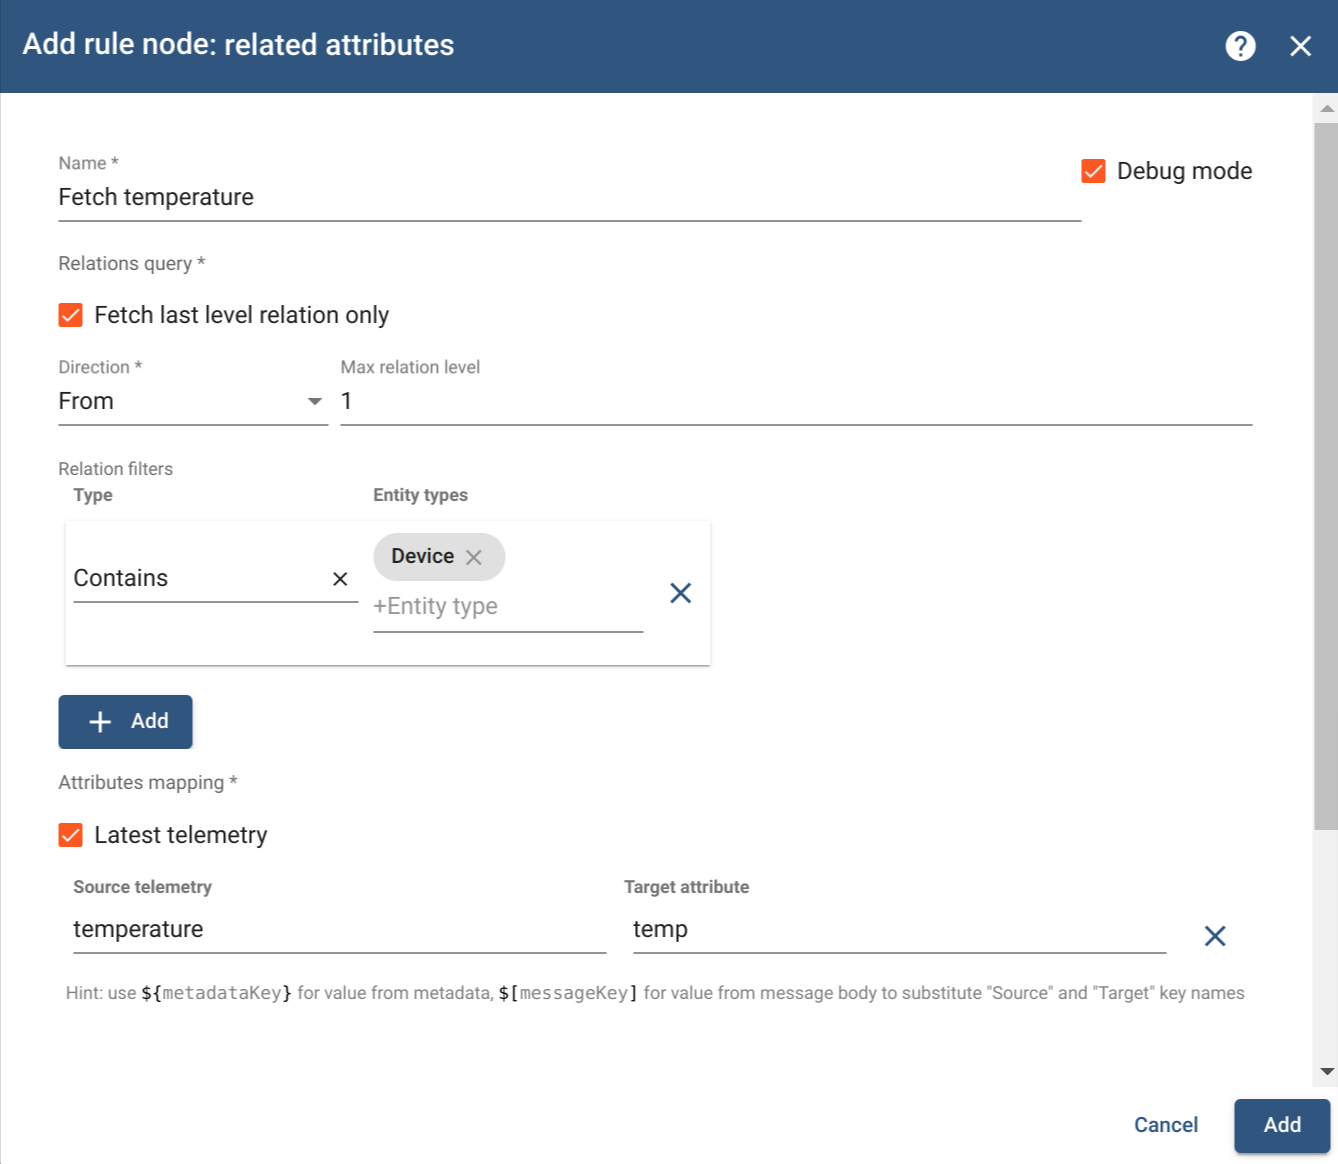 Add rule node: related attributes
Name *
Fetch temperature
Debug mode
Relations query *
Fetch last level relation only
Direction *
Max relation level
From
1
Relation filters
Type
Entity types
Device
Contains
+Entity type
Add
Attributes mapping *
Latest telemetry
Source telemetry
Target attribute
temperature
temp
Hint: use ${metadataKey} for value from metadata, $[messageKey] for value from message body to substitute "Source" and "Target" key names
Cancel
Add